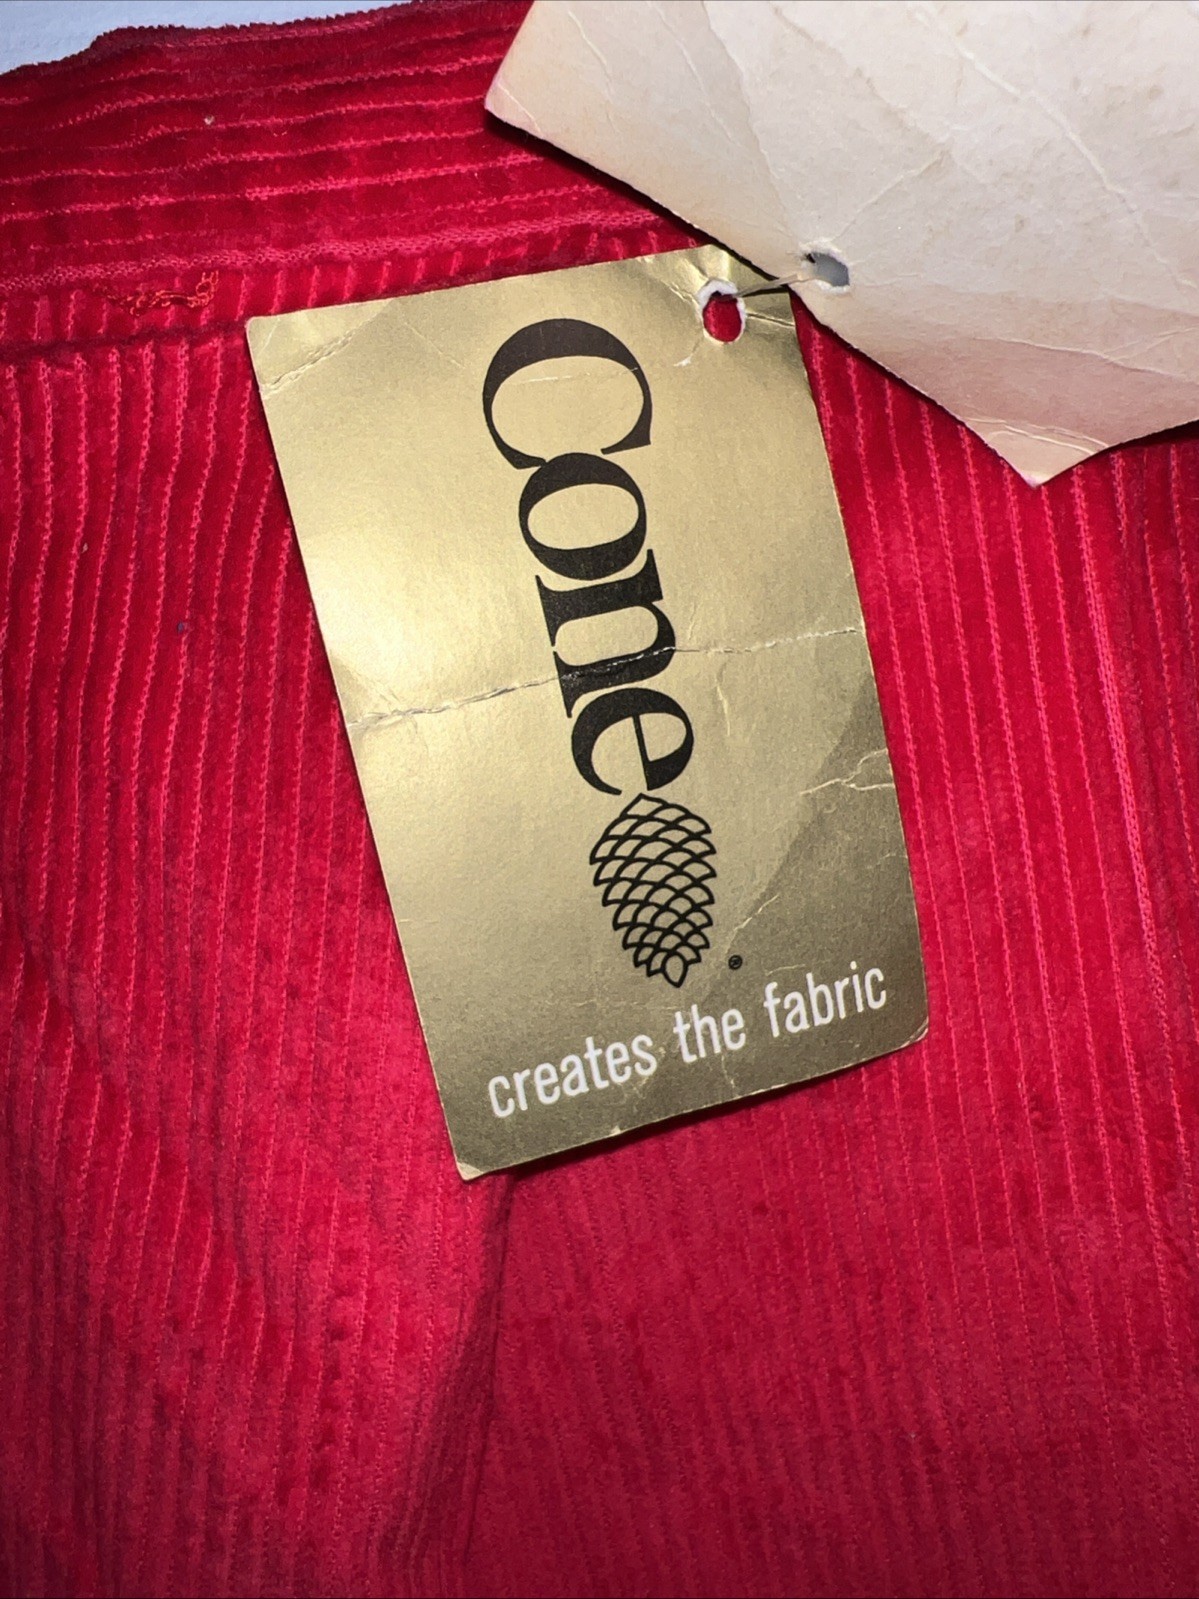 Cone
®
creates the fabric